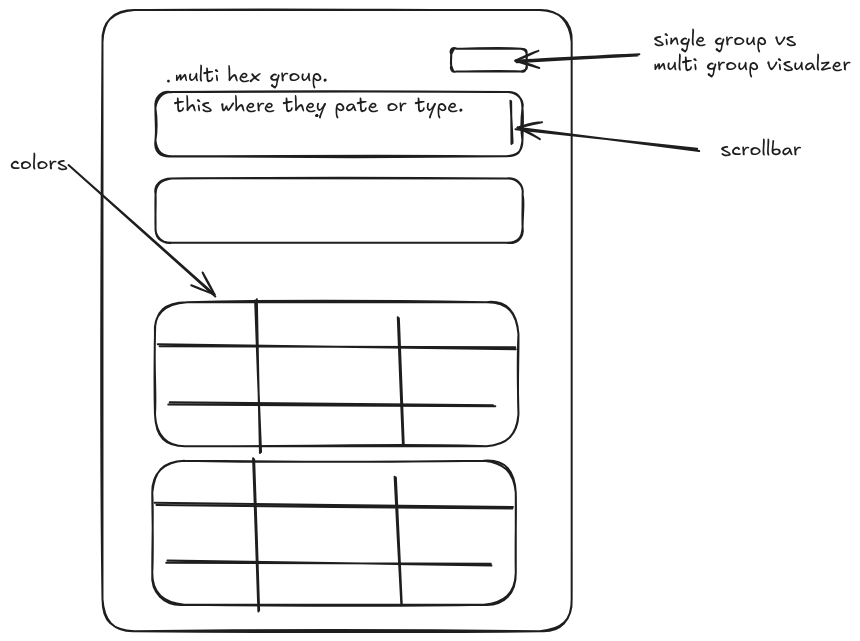 single group vs
multi group visualzer
. multi hex group.
this where they pate or type.
scrollbar
colors